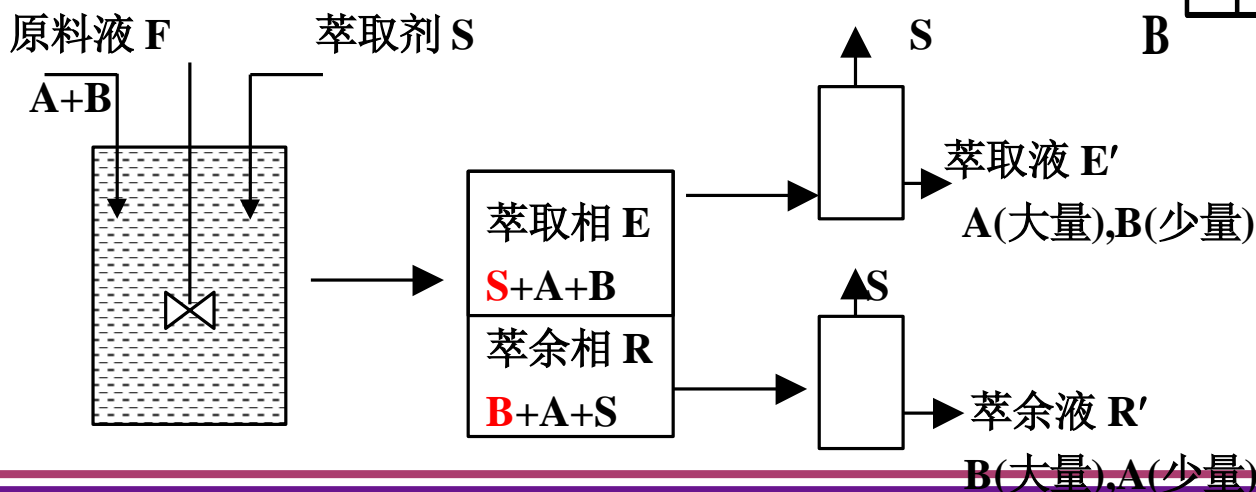 原料液 F
萃取剂 S
A+B
S
B
萃取液 E′
A(大量),B(少量)
萃取相 E
S+A+B
萃余相 R
B+A+S
S
萃余液 R′
B(大量),A(少量)